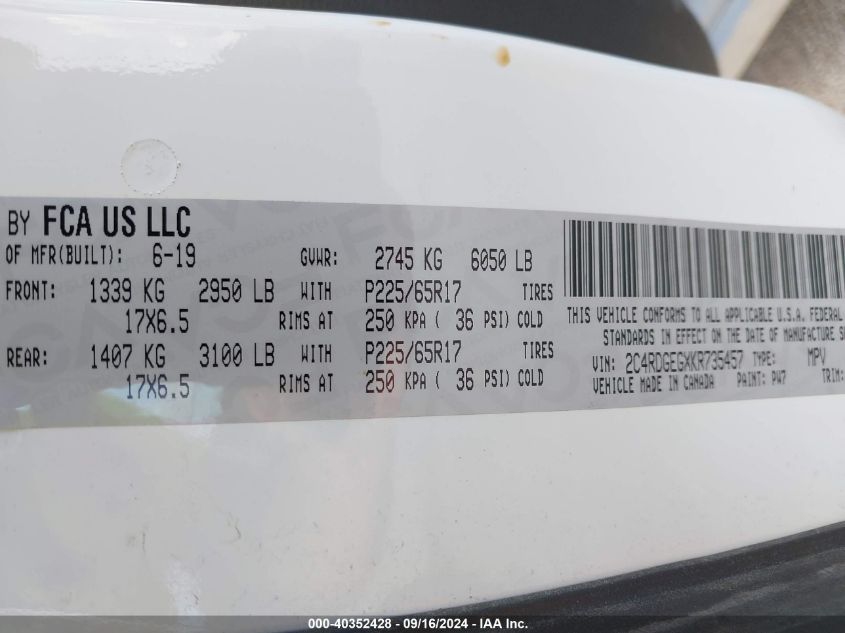 BY FCA US LLC
OF MFR(BUILT): 6-19 GVWR: 2745 KG 6050 LB
FRONT: 1339 KG 2950 LB WITH P225/65R17 TIRES
17X6.5 RIMS AT 250 KPA ( 36 PSI) COLD
REAR: 1407 KG 3100 LB WITH P225/65R17 TIRES
17X6.5 RIMS AT 250 KPA ( 36 PSI) COLD
THIS VEHICLE CONFORMS TO ALL APPLICABLE U.S.A. FEDERAL
STANDARDS IN EFFECT ON THE DATE OF MANUFACTURE
VIN: 2C4RDGEGXKR735457 TYPE: MPV
VEHICLE MADE IN CANADA PAINT: PW7 TRIM:
000-40352428 - 09/16/2024 - IAA Inc.